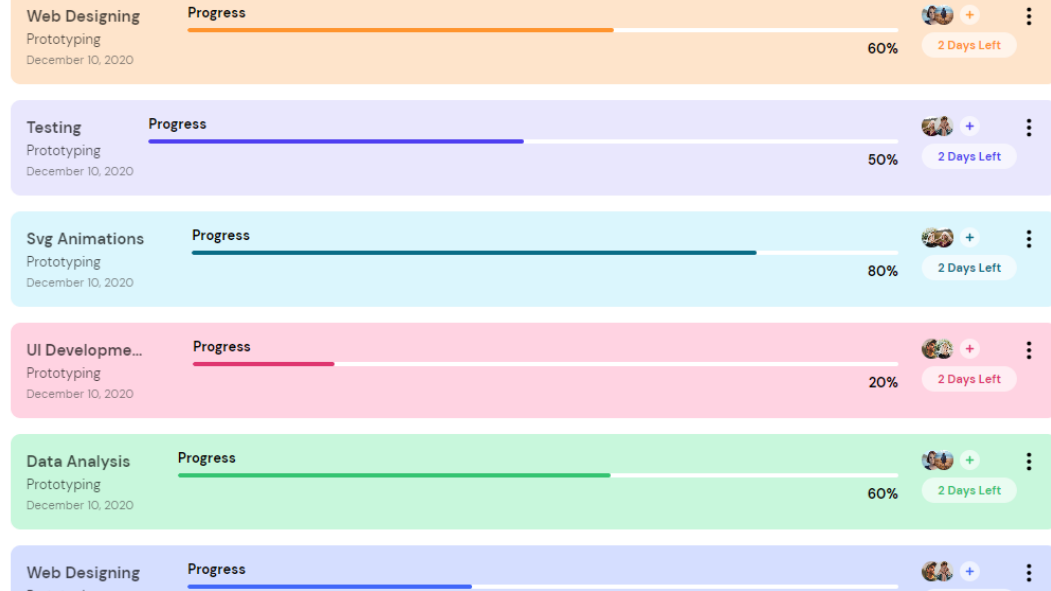 Web Designing
Progress
+
Prototyping
60%
2 Days Left
December 10, 2020
Testing
Progress
+
Prototyping
50%
2 Days Left
December 10, 2020
Svg Animations
Progress
+
Prototyping
80%
2 Days Left
December 10, 2020
UI Developme...
Progress
+
Prototyping
20%
2 Days Left
December 10, 2020
Data Analysis
Progress
+
Prototyping
60%
2 Days Left
December 10, 2020
Web Designing
Progress
+